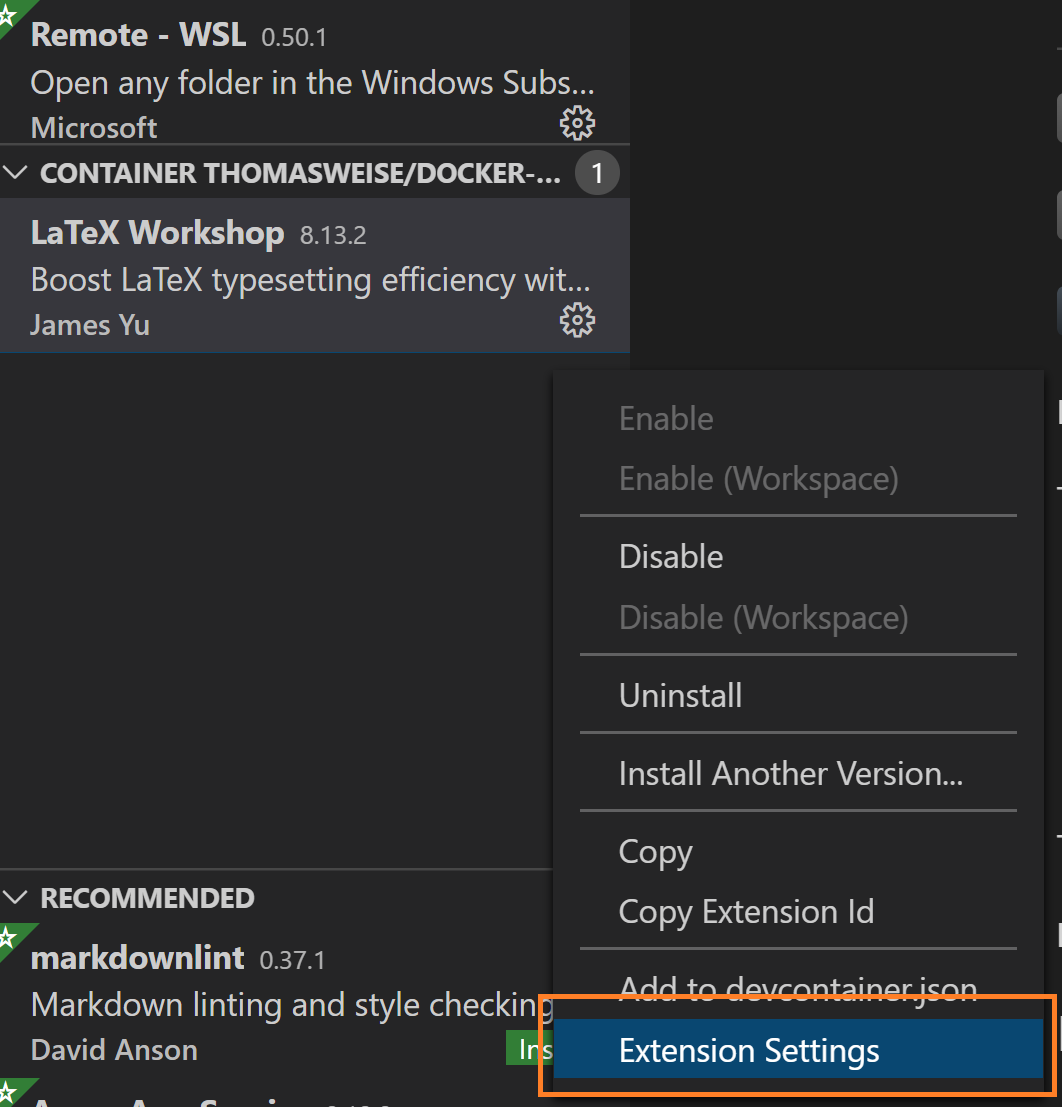 Remote - WSL 0.50.1
Open any folder in the Windows Subs...
Microsoft
CONTAINER THOMASWEISE/DOCKER-... 1
LaTeX Workshop 8.13.2
Boost LaTeX typesetting efficiency wit...
James Yu
Enable
Enable (Workspace)
Disable
Disable (Workspace)
Uninstall
Install Another Version...
Copy
Copy Extension Id
Add to devcontainer.json
Extension Settings
RECOMMENDED
markdownlint 0.37.1
Markdown linting and style checking
David Anson
Ins